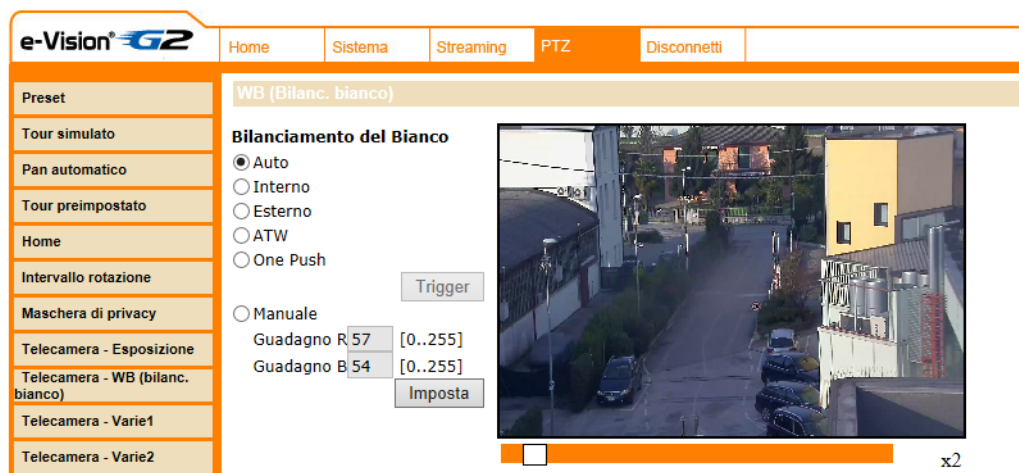 e-Vision® G2
Home Sistema Streaming PTZ Disconnetti
WB (Bilanc. bianco)
Preset
Tour simulato
Pan automatico
Tour preimpostato
Home
Intervallo rotazione
Maschera di privacy
Telecamera - Esposizione
Telecamera - WB (bilanc.
bianco)
Telecamera - Varie1
Telecamera - Varie2
Bilanciamento del Bianco
Auto
Interno
Esterno
ATW
One Push
Trigger
Manuale
Guadagno R 57 [0..255]
Guadagno B 54 [0..255]
Imposta
x2